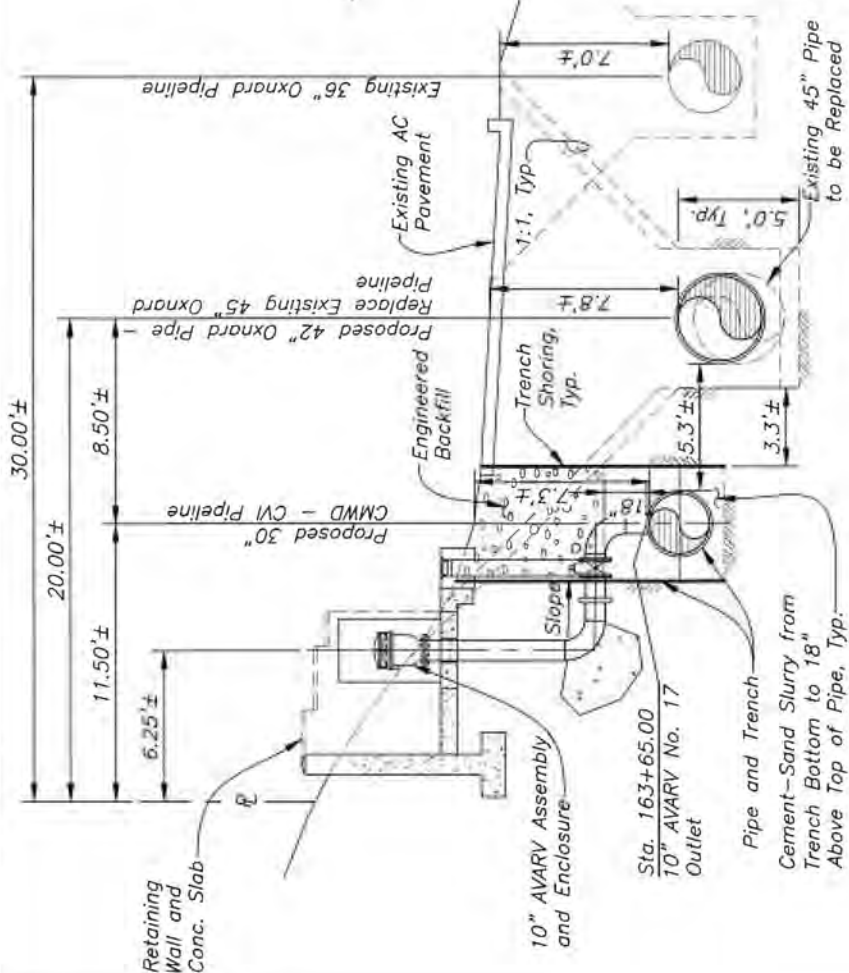 30.00'±
20.00'±
11.50'±
8.50'±
6.25'±
PL
Retaining
Wall and
Conc. Slab
Proposed 30"
CMWD - CVI Pipeline
Proposed 42" Oxnard Pipe -
Replace Existing 45" Oxnard
Pipeline
Existing 36" Oxnard Pipeline
Engineered
Backfill
Existing AC
Pavement
1:1, Typ.
7.0'±
7.8'±
7.3'±
18"
Trench
Shoring,
Typ.
Slope
5.0', Typ.
5.3'±
3.3'±
10" AVARV Assembly
and Enclosure
Sta. 163+65.00
10" AVARV No. 17
Outlet
Pipe and Trench
Cement-Sand Slurry from
Trench Bottom to 18"
Above Top of Pipe, Typ.
Existing 45" Pipe
to be Replaced